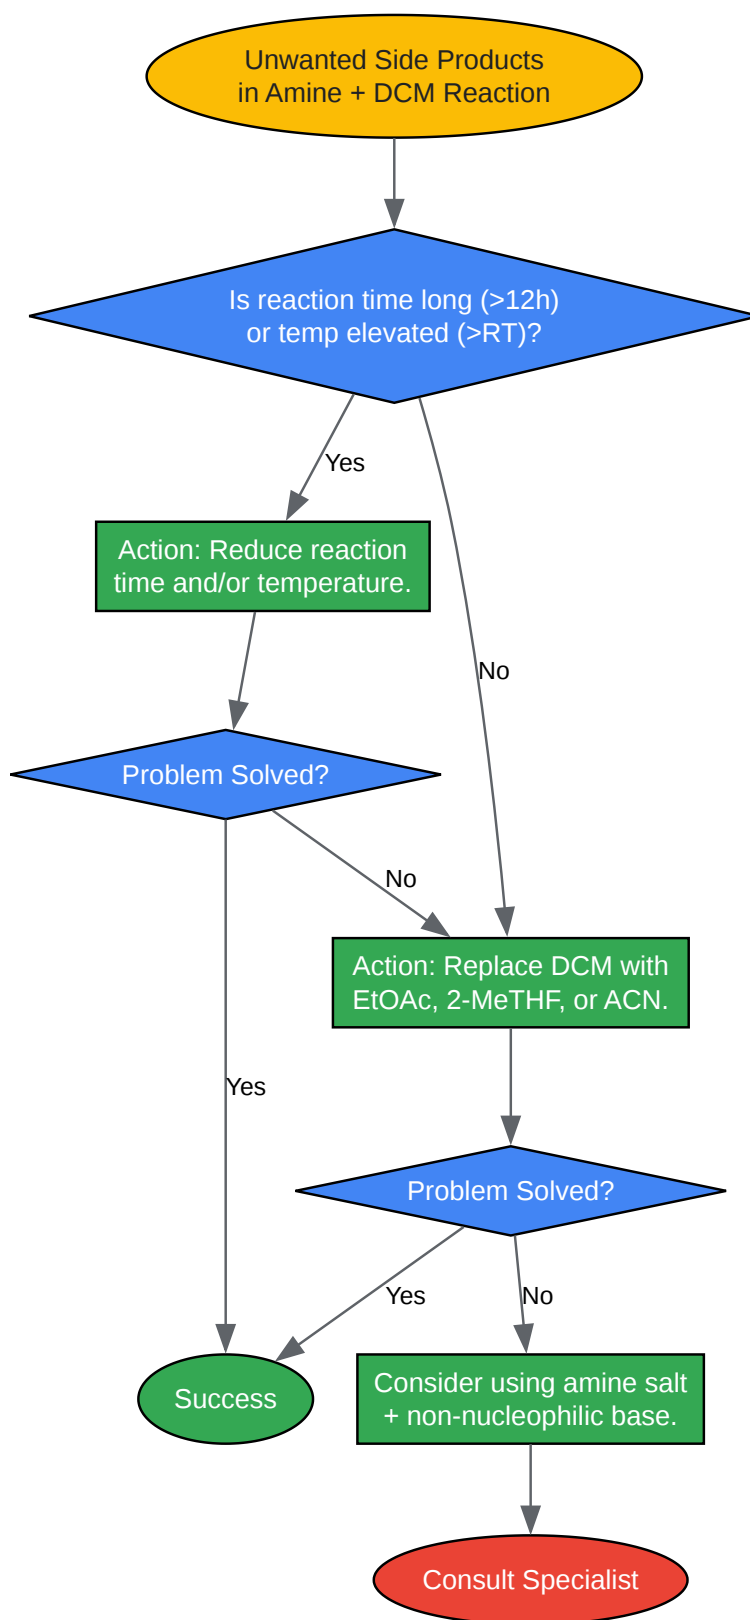 Unwanted Side Products
in Amine + DCM Reaction
Is reaction time long (>12h)
or temp elevated (>RT)?
Yes
Action: Reduce reaction
time and/or temperature.
No
Problem Solved?
No
Action: Replace DCM with
EtOAc, 2-MeTHF, or ACN.
Yes
Problem Solved?
Yes
No
Success
Consider using amine salt
+ non-nucleophilic base.
Consult Specialist